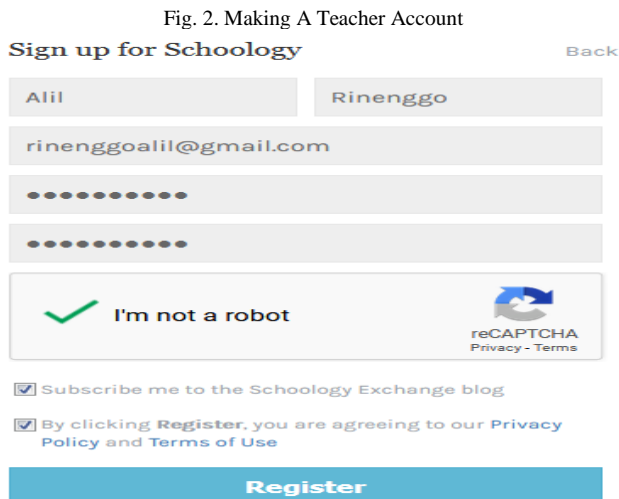 Fig. 2. Making A Teacher Account
Sign up for Schoology Back
Alil Rinenggo
rinenggoalil@gmail.com
●●●●●●●●●●
●●●●●●●●●●
I'm not a robot
reCAPTCHA
Privacy - Terms
Subscribe me to the Schoology Exchange blog
By clicking Register, you are agreeing to our Privacy
Policy and Terms of Use
Register